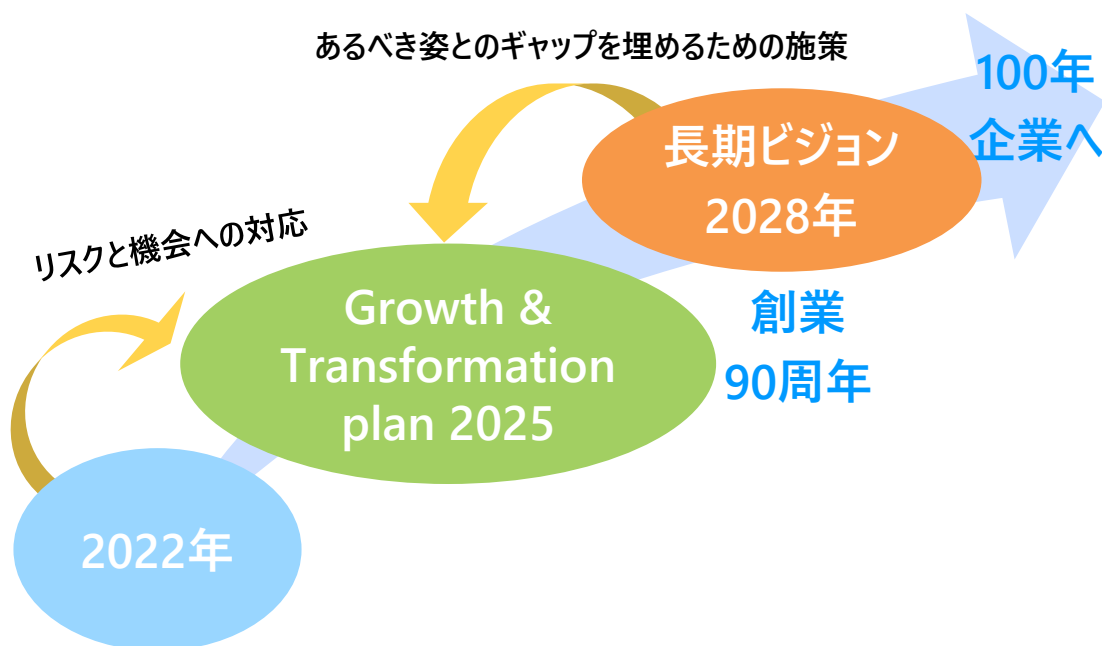 あるべき姿とのギャップを埋めるための施策
100年
企業へ
長期ビジョン
2028年
リスクと機会への対応
Growth &
Transformation
plan 2025
創業
90周年
2022年